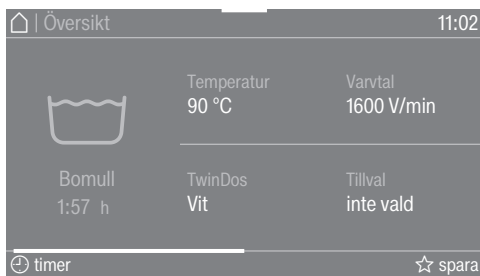 | Översikt 11:02
Temperatur Varvtal
90 °C 1600 V/min
Bomull
1:57 h
TwinDos Tillval
Vit inte vald
timer spara